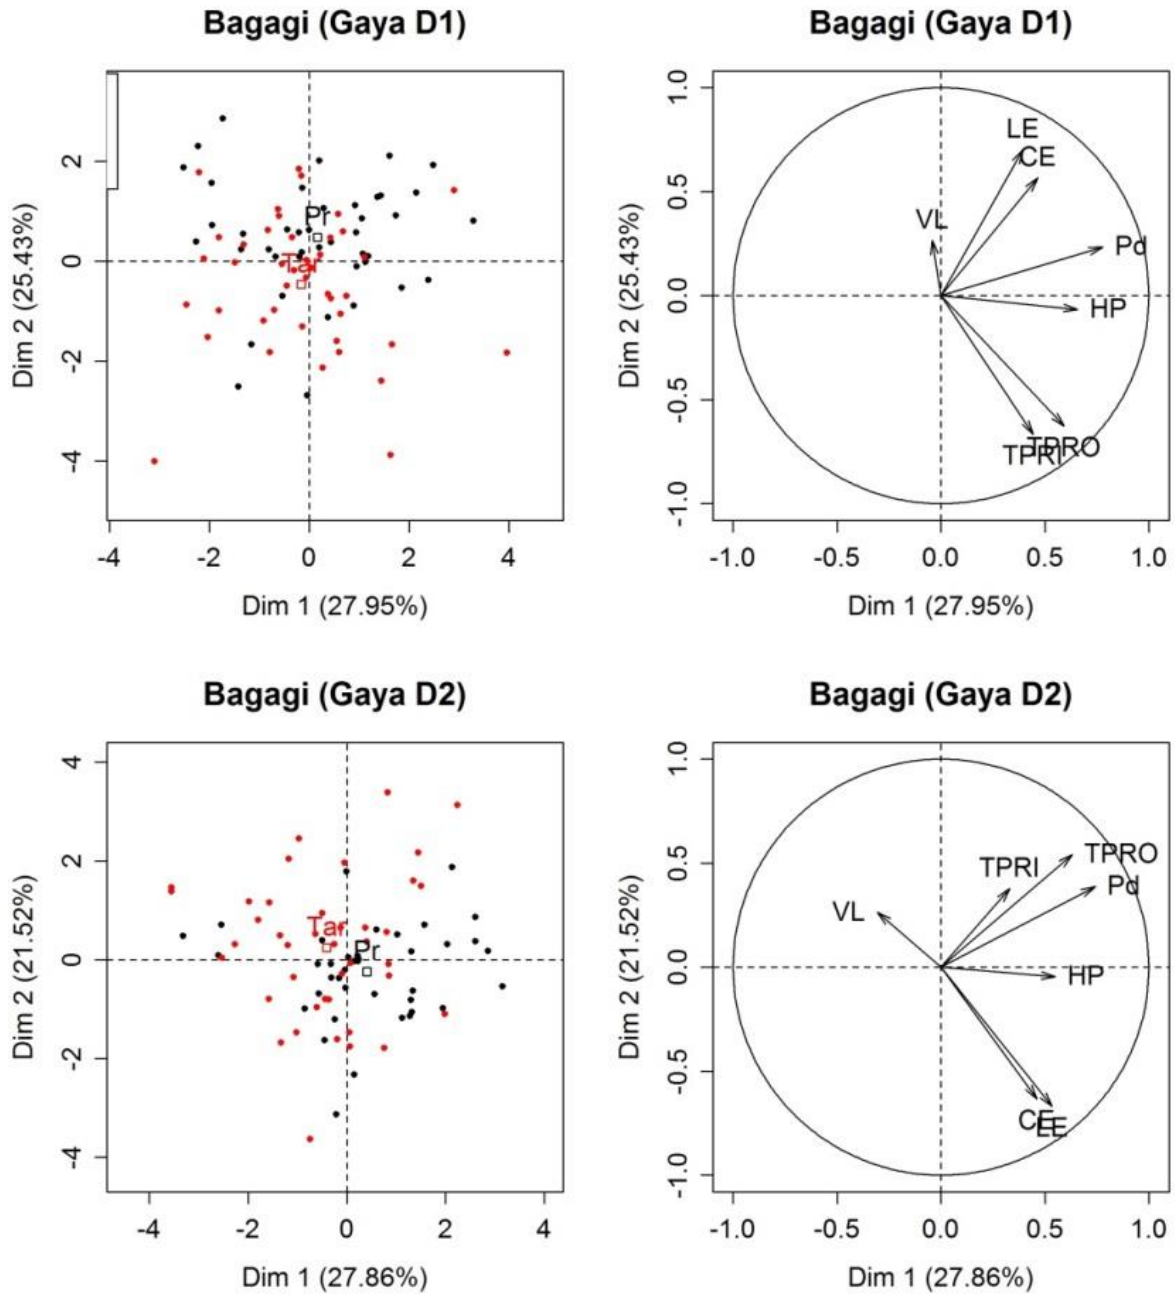 Bagagi (Gaya D1)
Dim 2 (25.43%)
2
0
-2
-4
Pr
Tar
-4 -2 0 2 4
Dim 1 (27.95%)
Bagagi (Gaya D1)
Dim 2 (25.43%)
1.0
0.5
0.0
-0.5
-1.0
LE
CE
VL
Pd
HP
TPRO
TPRI
-1.0 -0.5 0.0 0.5 1.0
Dim 1 (27.95%)
Bagagi (Gaya D2)
Dim 2 (21.52%)
4
2
0
-2
-4
Tar
Pr
-4 -2 0 2 4
Dim 1 (27.86%)
Bagagi (Gaya D2)
Dim 2 (21.52%)
1.0
0.5
0.0
-0.5
-1.0
TPRO
TPRI
Pd
VL
HP
CE
LE
-1.0 -0.5 0.0 0.5 1.0
Dim 1 (27.86%)